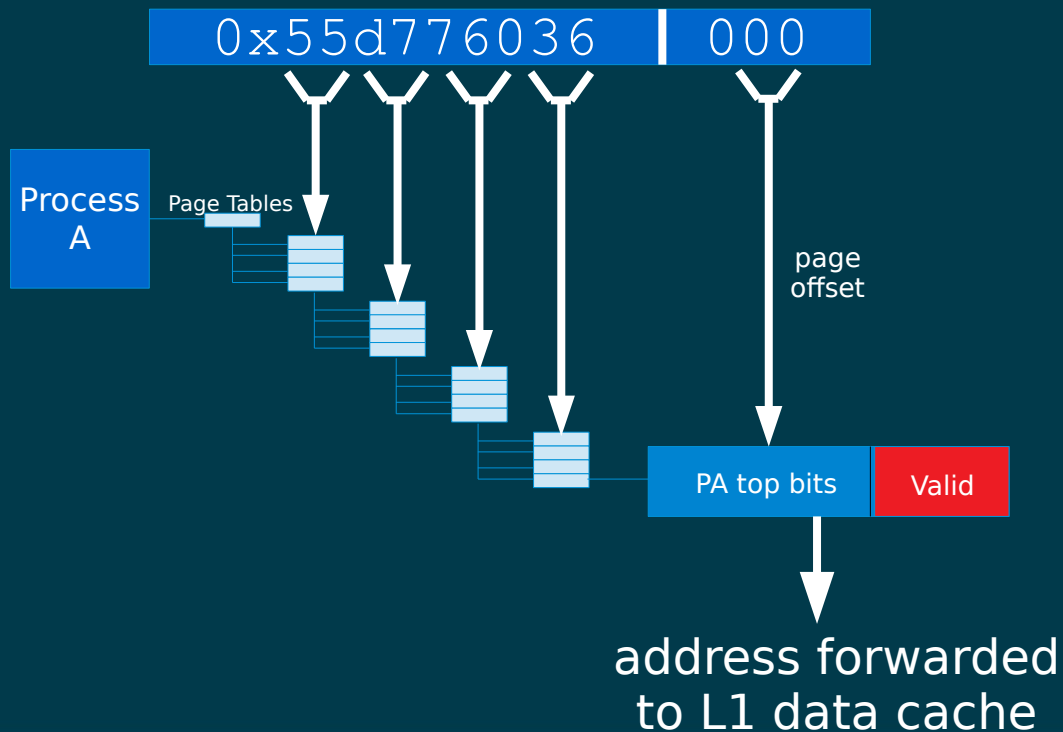 0x55d776036 000
Process
A
Page Tables
page
offset
PA top bits
Valid
address forwarded
to L1 data cache